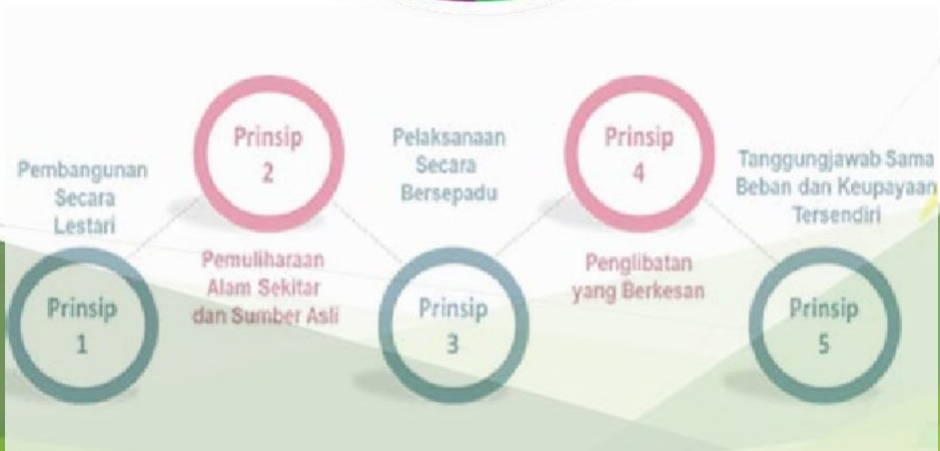 Pembangunan
Secara
Lestari
Prinsip
1
Prinsip
2
Pemuliharaan
Alam Sekitar
dan Sumber Asli
Pelaksanaan
Secara
Bersepadu
Prinsip
3
Prinsip
4
Penglibatan
yang Berkesan
Tanggungjawab Sama
Beban dan Keupayaan
Tersendiri
Prinsip
5